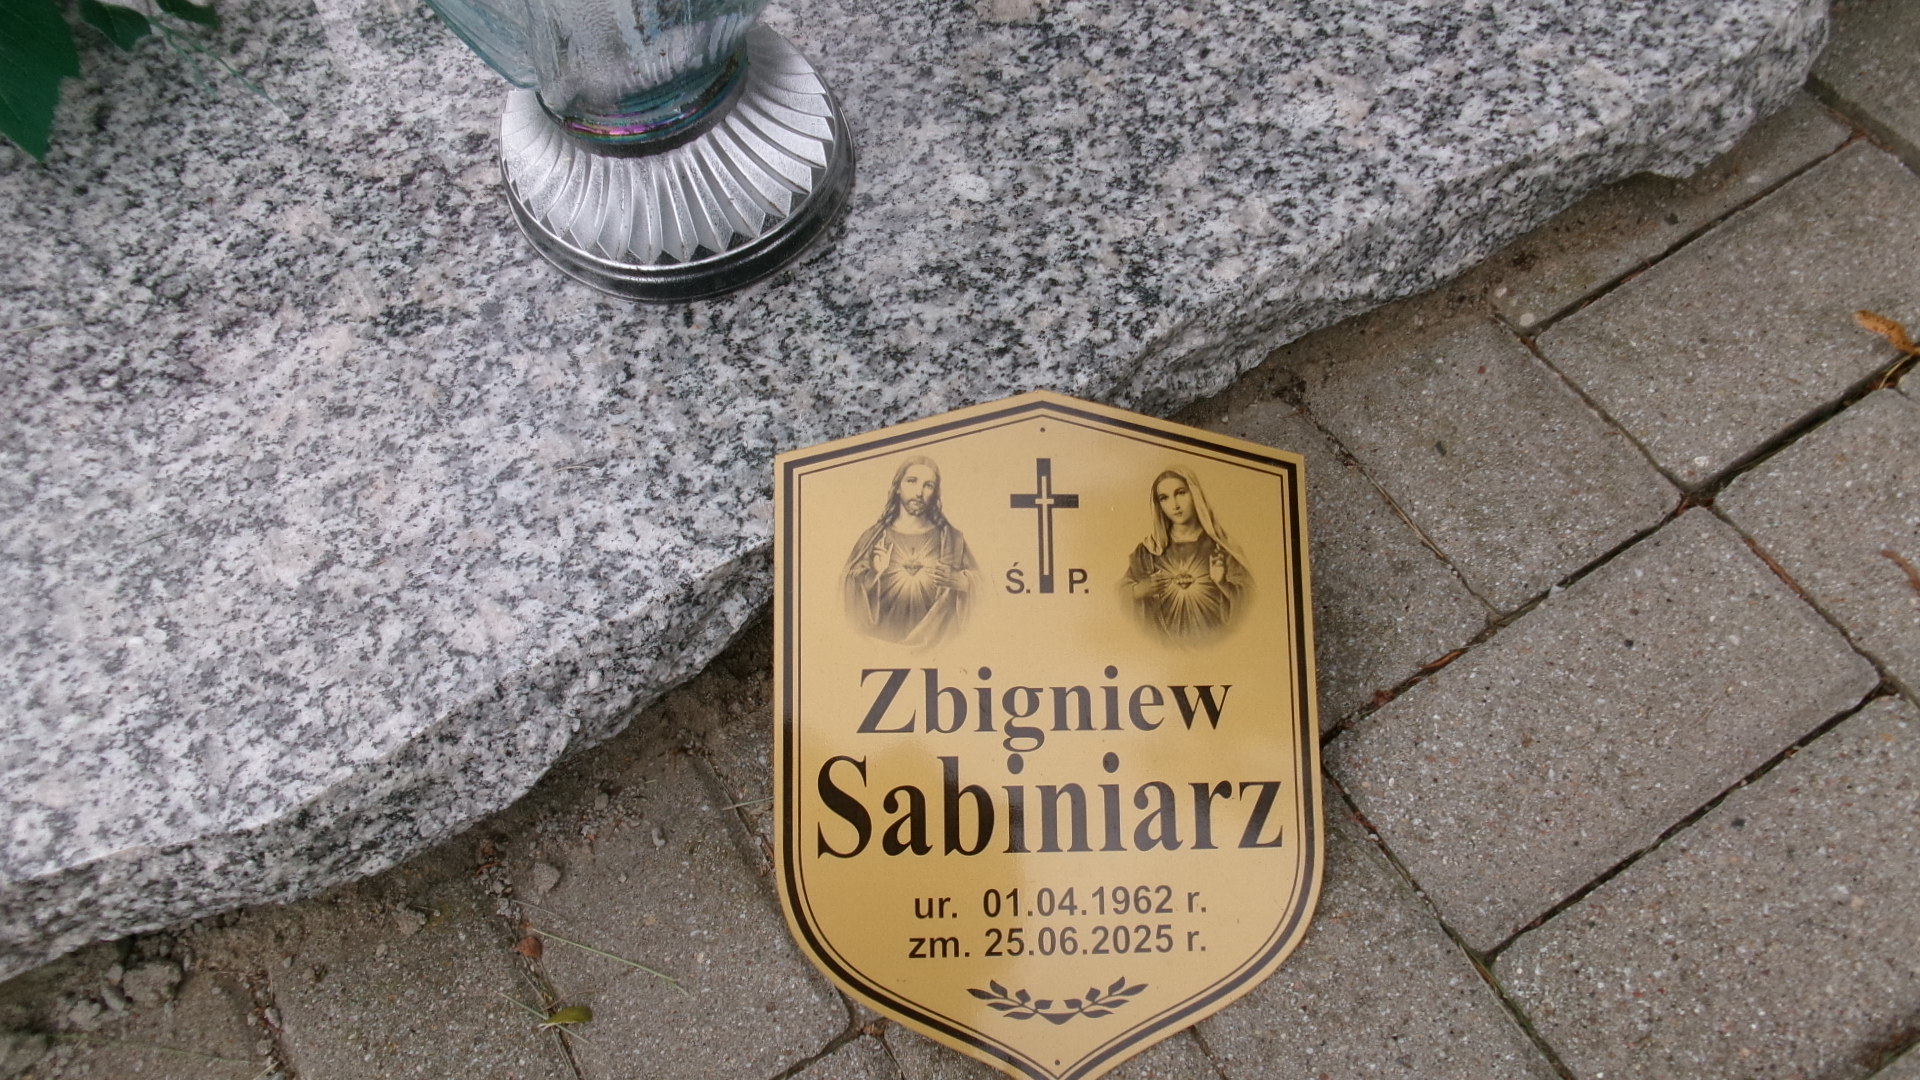 Ś. P.
Zbigniew
Sabiniarz
ur. 01.04.1962 r.
zm. 25.06.2025 r.